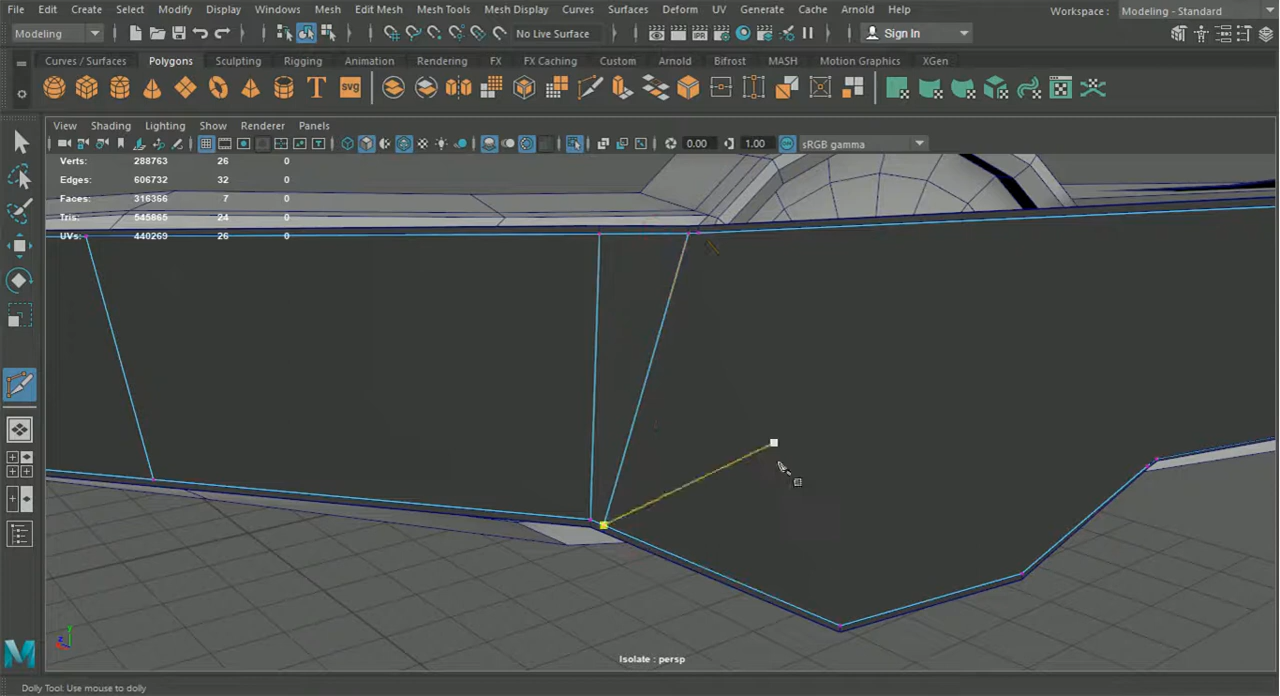 File Edit Create Select Modify Display Windows Mesh Edit Mesh Mesh Tools Mesh Display Curves Surfaces Deform UV Generate Cache Arnold Help Workspace: Modeling - Standard
Modeling No Live Surface Sign In
Curves / Surfaces Polygons Sculpting Rigging Animation Rendering FX FX Caching Custom Arnold Bifrost MASH Motion Graphics XGen
T svg
View Shading Lighting Show Renderer Panels
0.00 1.00 sRGB gamma
Verts: 288763 26 0
Edges: 606732 32 0
Faces: 316366 7 0
Tris: 545865 24 0
UVs: 440269 26 0
Isolate : persp
Dolly Tool: Use mouse to dolly